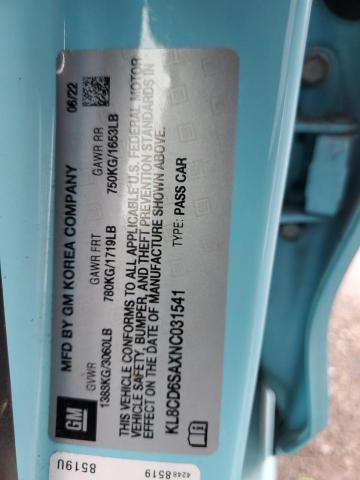 MFD BY GM KOREA COMPANY 06/22
GVWR GAWR FRT GAWR RR
1388KG/3060LB 780KG/1719LB 750KG/1653LB
THIS VEHICLE CONFORMS TO ALL APPLICABLE U.S. FEDERAL MOTOR
VEHICLE SAFETY, BUMPER, AND THEFT PREVENTION STANDARDS IN
EFFECT ON THE DATE OF MANUFACTURE SHOWN ABOVE.
KL8CD6SAXNC031541 TYPE: PASS CAR
GM
4248 8519
8519U